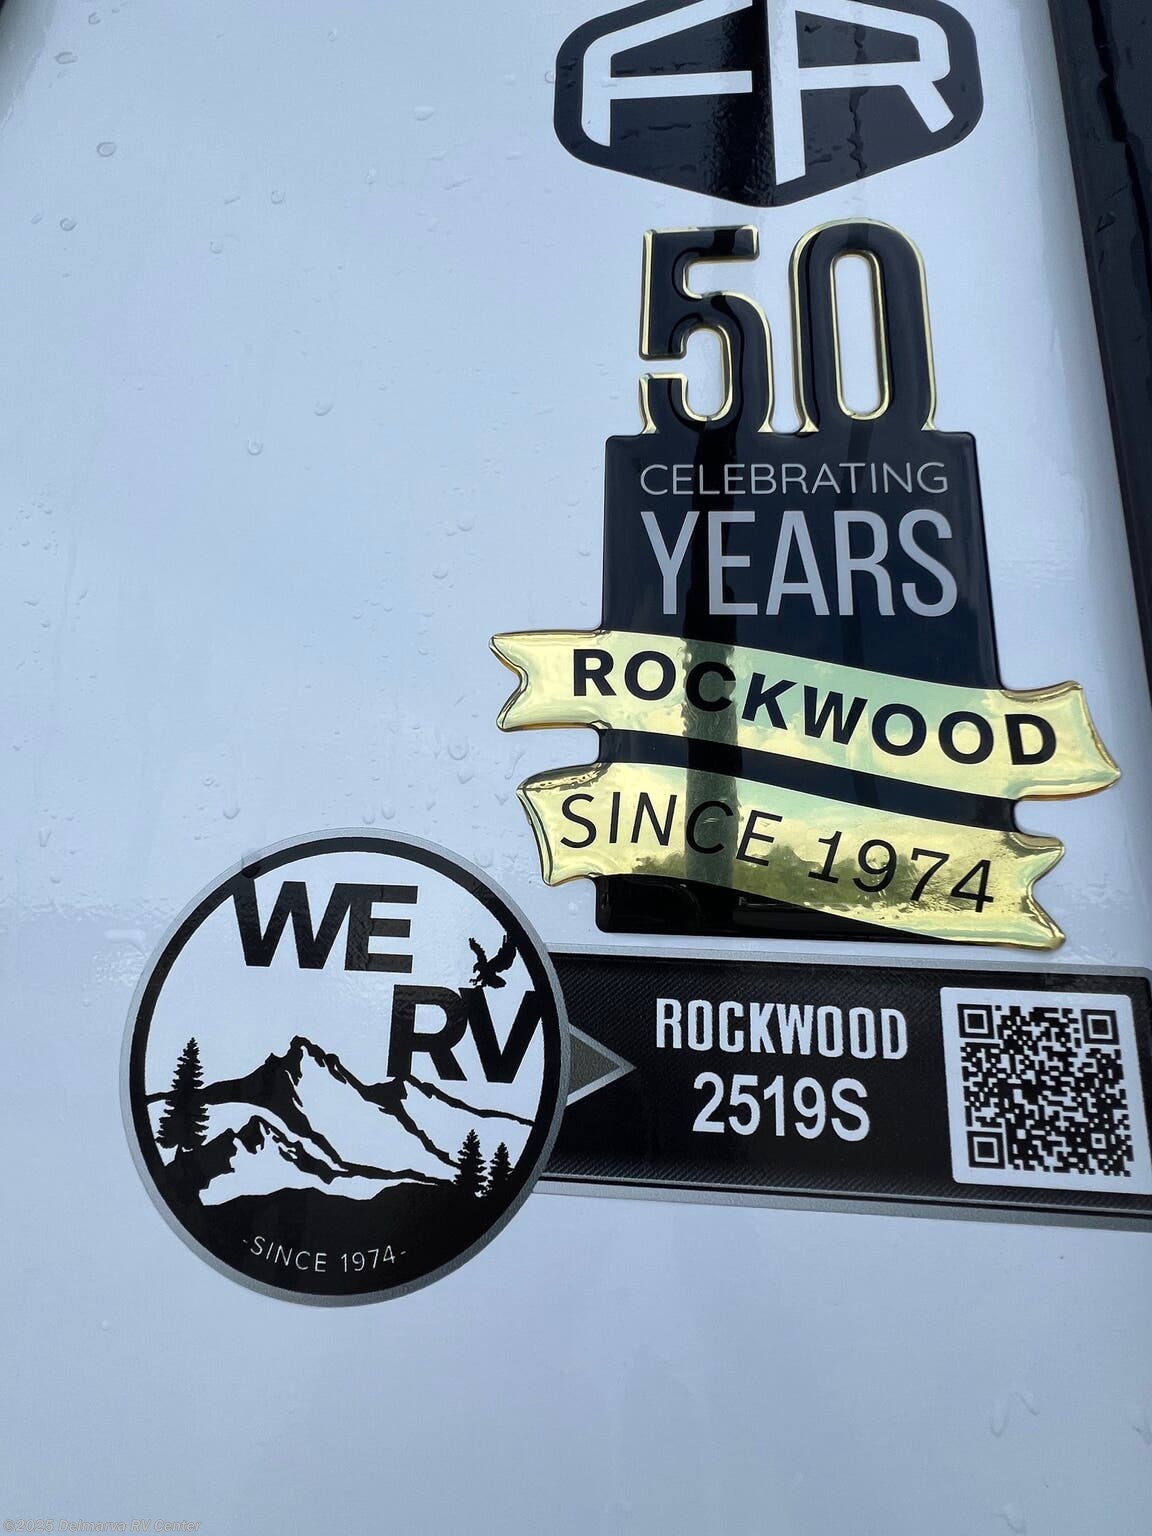 FR
50
CELEBRATING
YEARS
ROCKWOOD
SINCE 1974
WE
RV
-SINCE 1974-
ROCKWOOD
2519S
©2025 Delmarva RV Center